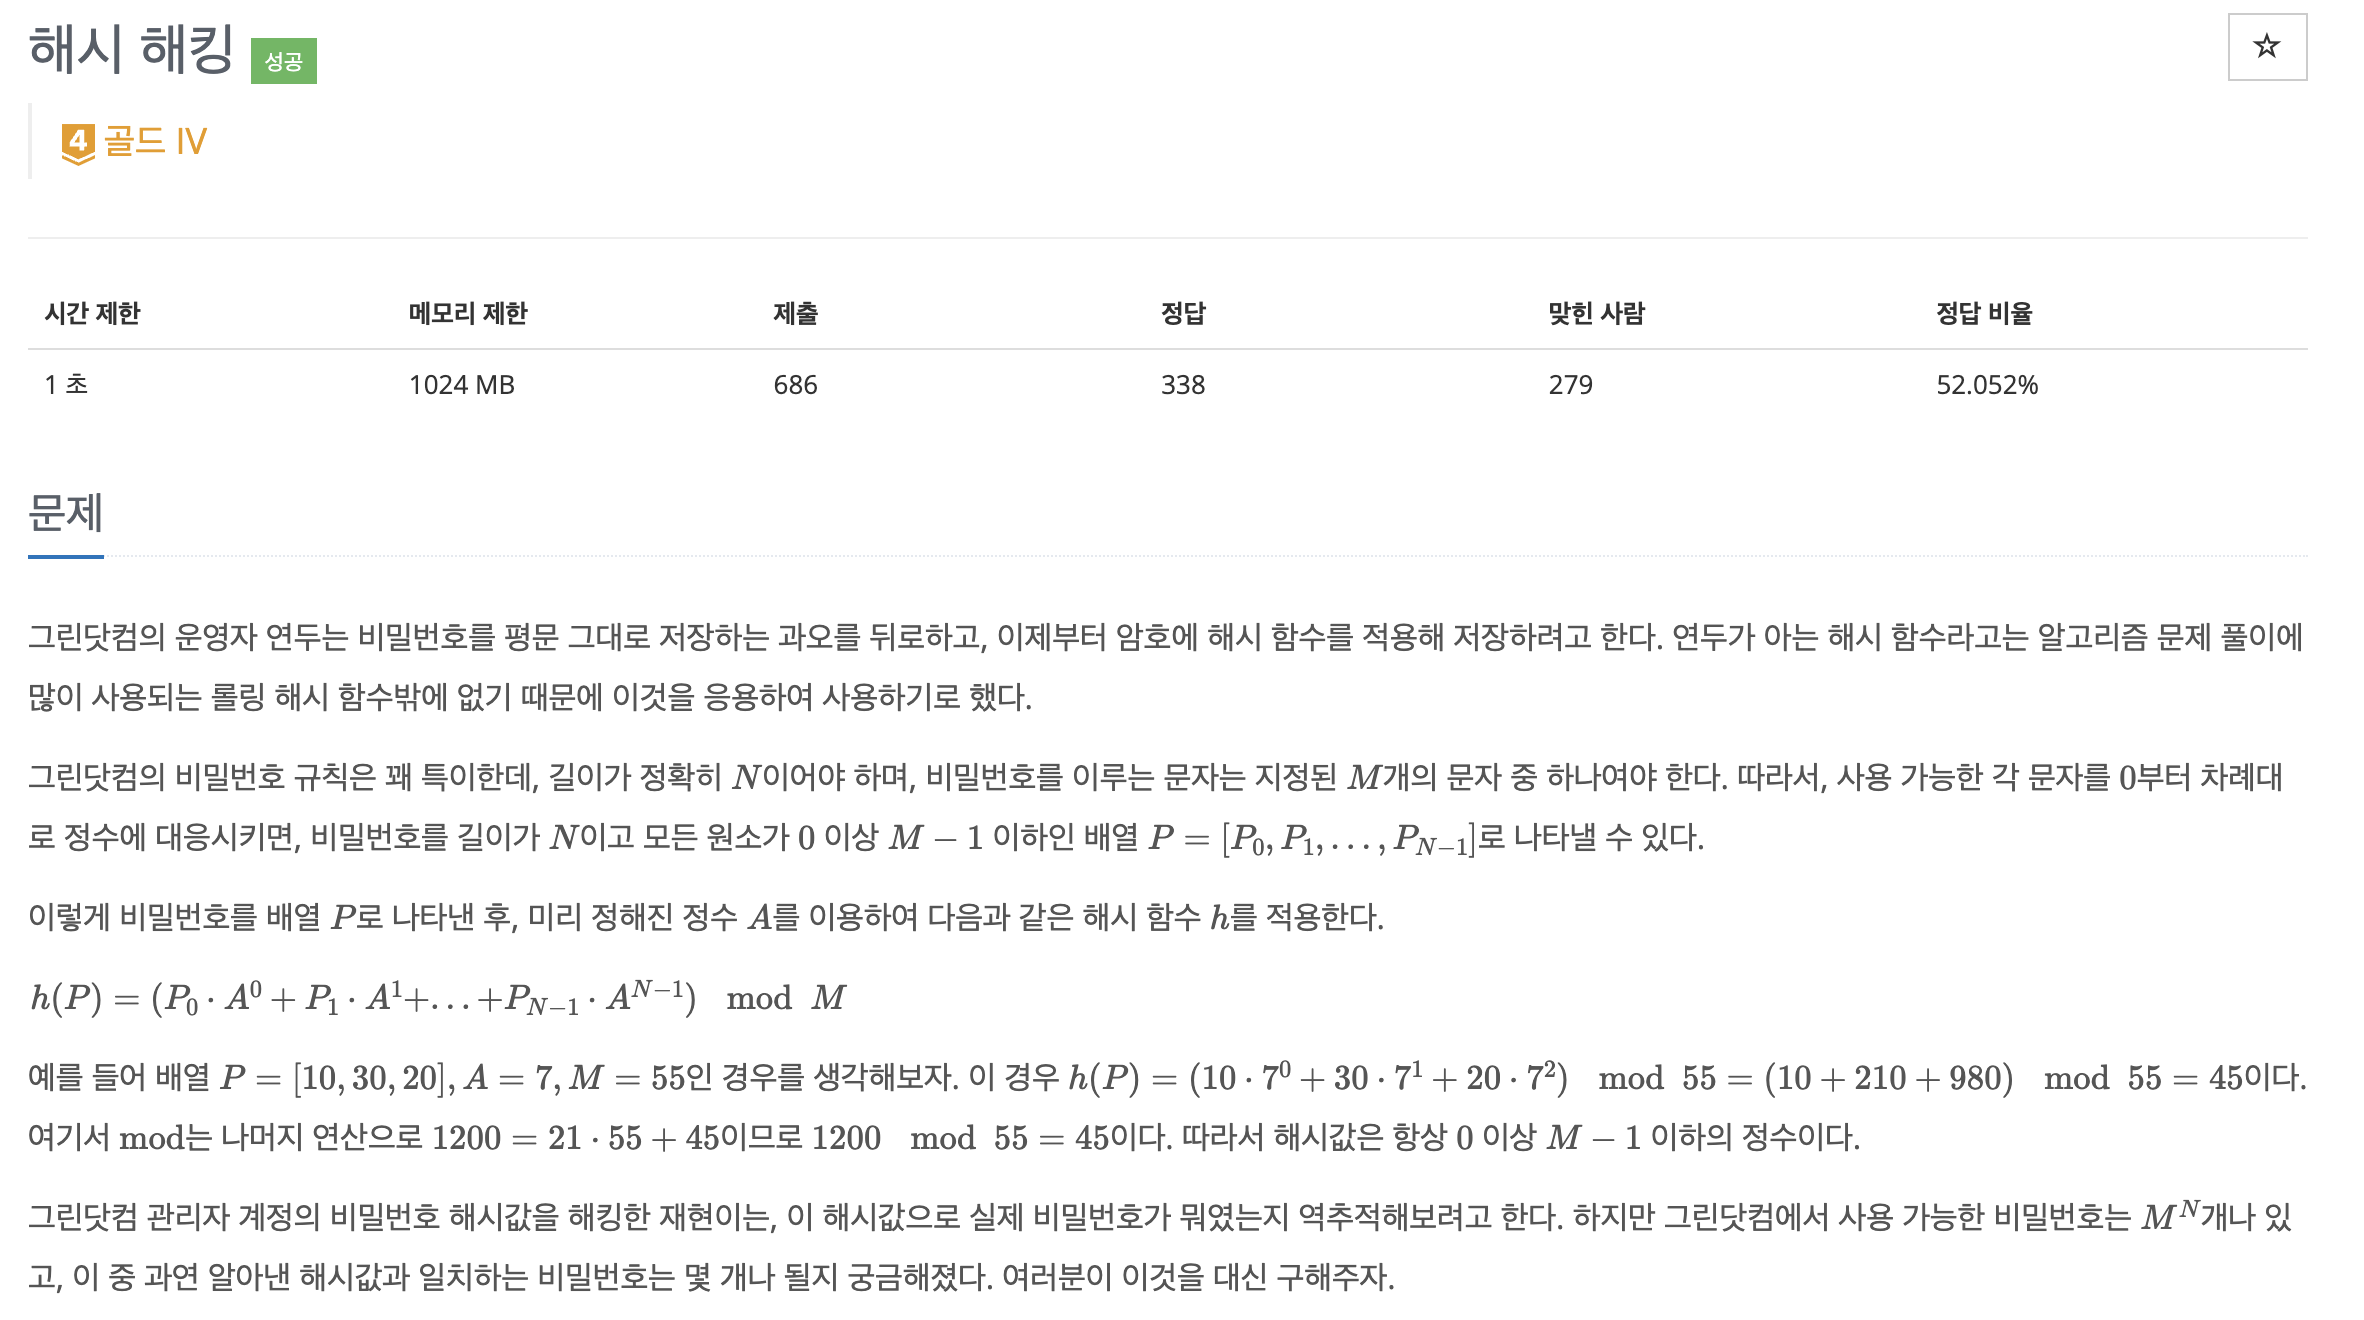 해시 해킹 성공
☆
4 골드 IV
시간 제한 메모리 제한 제출 정답 맞힌 사람 정답 비율
1 초 1024 MB 686 338 279 52.052%
문제
그린닷컴의 운영자 연두는 비밀번호를 평문 그대로 저장하는 과오를 뒤로하고, 이제부터 암호에 해시 함수를 적용해 저장하려고 한다. 연두가 아는 해시 함수라고는 알고리즘 문제 풀이에
많이 사용되는 롤링 해시 함수밖에 없기 때문에 이것을 응용하여 사용하기로 했다.
그린닷컴의 비밀번호 규칙은 꽤 특이한데, 길이가 정확히 N이어야 하며, 비밀번호를 이루는 문자는 지정된 M개의 문자 중 하나여야 한다. 따라서, 사용 가능한 각 문자를 0부터 차례대
로 정수에 대응시키면, 비밀번호를 길이가 N이고 모든 원소가 0 이상 M − 1 이하인 배열 P = [P₀, P₁, . . . , P_{N−1}]로 나타낼 수 있다.
이렇게 비밀번호를 배열 P로 나타낸 후, 미리 정해진 정수 A를 이용하여 다음과 같은 해시 함수 h를 적용한다.
h(P) = (P₀ · A⁰ + P₁ · A¹+. . . +P_{N−1} · A^{N−1}) mod M
예를 들어 배열 P = [10, 30, 20], A = 7, M = 55인 경우를 생각해보자. 이 경우 h(P) = (10 · 7⁰ + 30 · 7¹ + 20 · 7²) mod 55 = (10 + 210 + 980) mod 55 = 45이다.
여기서 mod는 나머지 연산으로 1200 = 21 · 55 + 45이므로 1200 mod 55 = 45이다. 따라서 해시값은 항상 0 이상 M − 1 이하의 정수이다.
그린닷컴 관리자 계정의 비밀번호 해시값을 해킹한 재현이는, 이 해시값으로 실제 비밀번호가 뭐였는지 역추적해보려고 한다. 하지만 그린닷컴에서 사용 가능한 비밀번호는 M^N개나 있
고, 이 중 과연 알아낸 해시값과 일치하는 비밀번호는 몇 개나 될지 궁금해졌다. 여러분이 이것을 대신 구해주자.